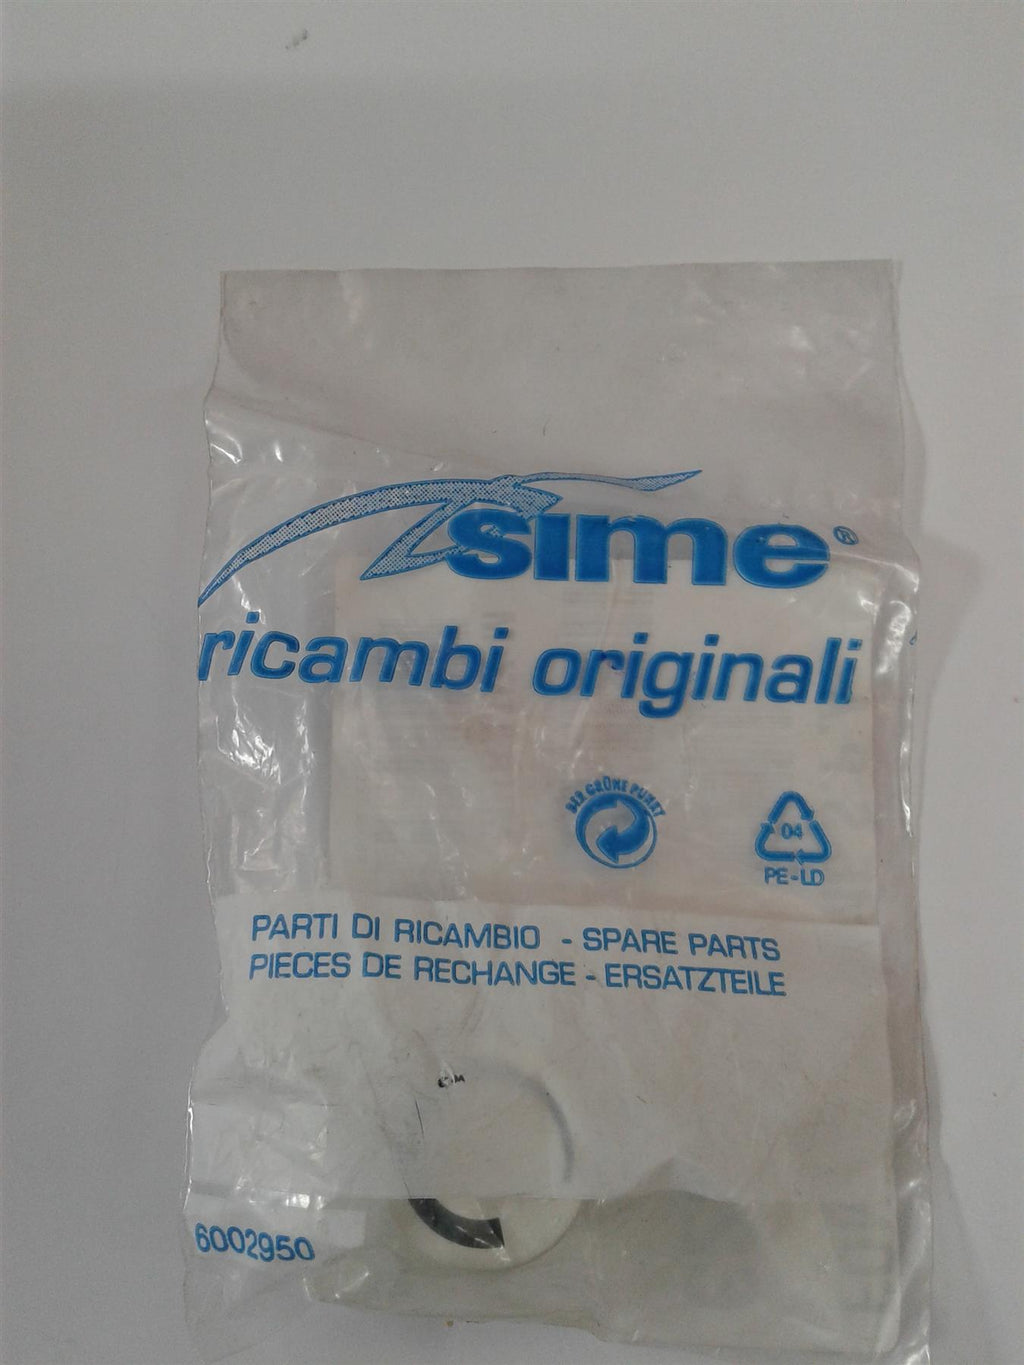 sime®
ricambi originali
DER GRÜNE PUNKT
04
PE-LD
PARTI DI RICAMBIO - SPARE PARTS
PIECES DE RECHANGE - ERSATZTEILE
6002950